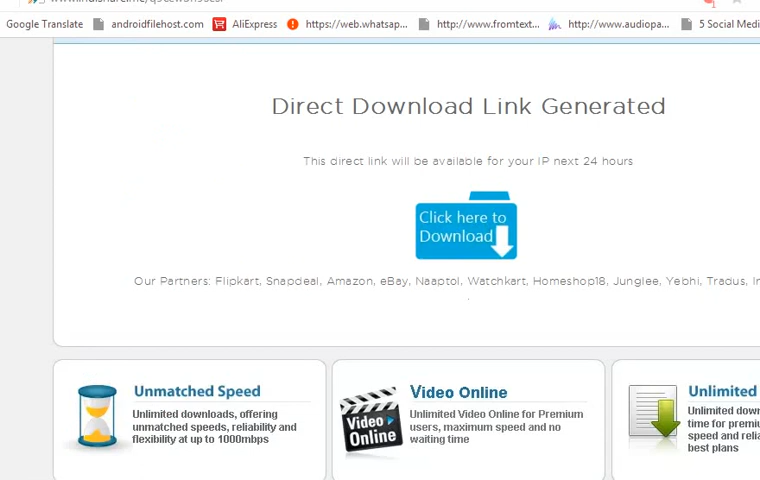 Google Translate androidfilehost.com AliExpress https://web.whatsap... http://www.fromtext... http://www.audiopa... 5 Social Medi
Direct Download Link Generated
This direct link will be available for your IP next 24 hours
Click here to
Download
Our Partners: Flipkart, Snapdeal, Amazon, eBay, Naaptol, Watchkart, Homeshop18, Junglee, Yebhi, Tradus, In
.
Unmatched Speed
Unlimited downloads, offering
unmatched speeds, reliability and
flexibility at up to 1000mbps
Video Online
Video
Online
Unlimited Video Online for Premium
users, maximum speed and no
waiting time
Unlimited
Unlimited dow
time for premi
speed and relia
best plans